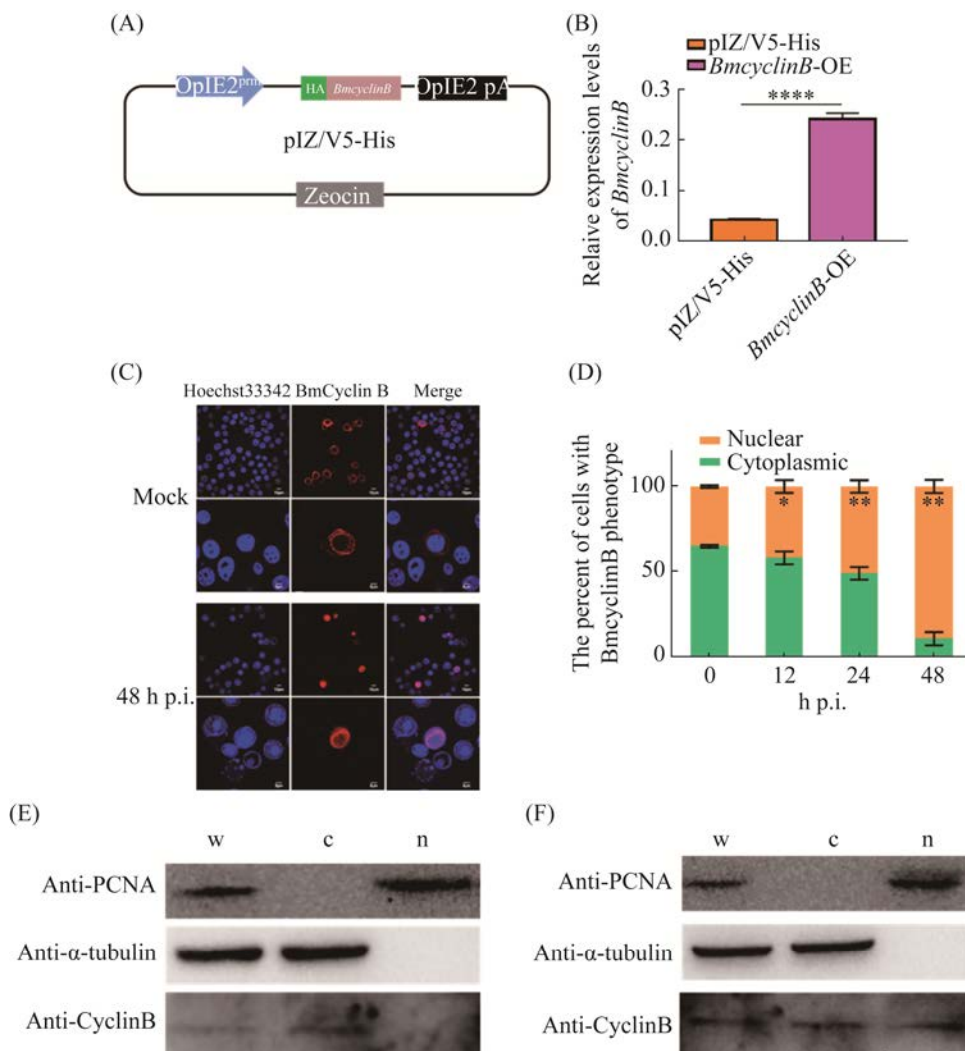 (A)
OpIE2prm
HA
BmcyclinB
OpIE2 pA
pIZ/V5-His
Zeocin
(B)
pIZ/V5-His
BmcyclinB-OE
****
0.3
0.2
0.1
0.0
Relaive expression levels
of BmcyclinB
pIZ/V5-His
BmcyclinB-OE
(C)
Hoechst33342 BmCyclin B Merge
Mock
48 h p.i.
(D)
Nuclear
Cytoplasmic
The percent of cells with
BmcyclimB phenotype
100
50
0
* ** **
0 12 24 48
h p.i.
(E)
w c n
Anti-PCNA
Anti-α-tubulin
Anti-CyclinB
(F)
w c n
Anti-PCNA
Anti-α-tubulin
Anti-CyclinB